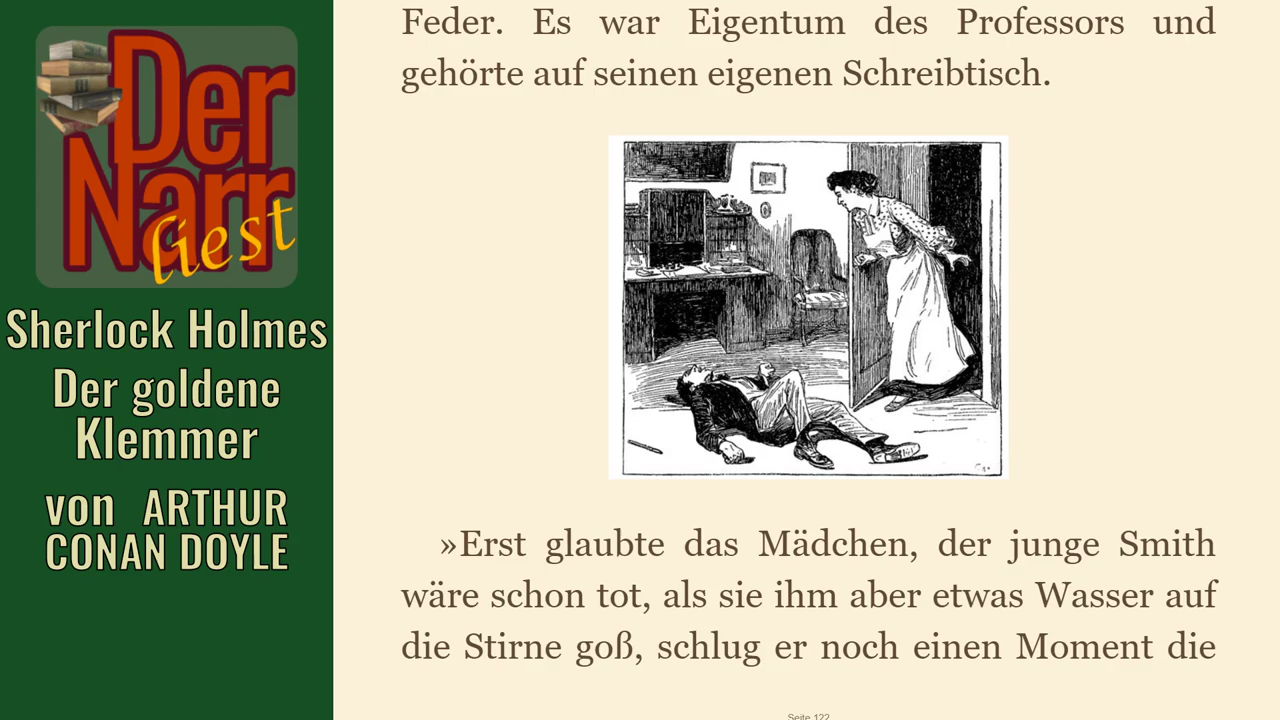 Der
Narr
liest
Sherlock Holmes
Der goldene
Klemmer
von ARTHUR
CONAN DOYLE
Feder. Es war Eigentum des Professors und
gehörte auf seinen eigenen Schreibtisch.
»Erst glaubte das Mädchen, der junge Smith
wäre schon tot, als sie ihm aber etwas Wasser auf
die Stirne goß, schlug er noch einen Moment die
Seite 122